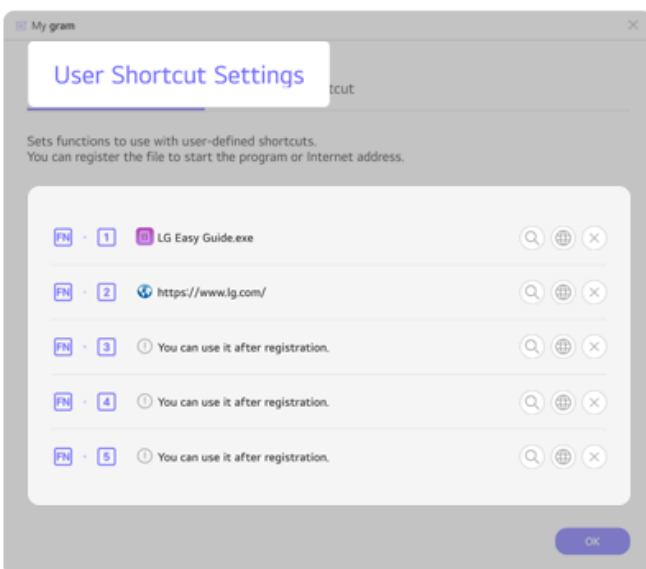 My gram
User Shortcut Settings
tcut
Sets functions to use with user-defined shortcuts.
You can register the file to start the program or Internet address.
FN 1 LG Easy Guide.exe
FN 2 https://www.lg.com/
FN 3 You can use it after registration.
FN 4 You can use it after registration.
FN 5 You can use it after registration.
OK